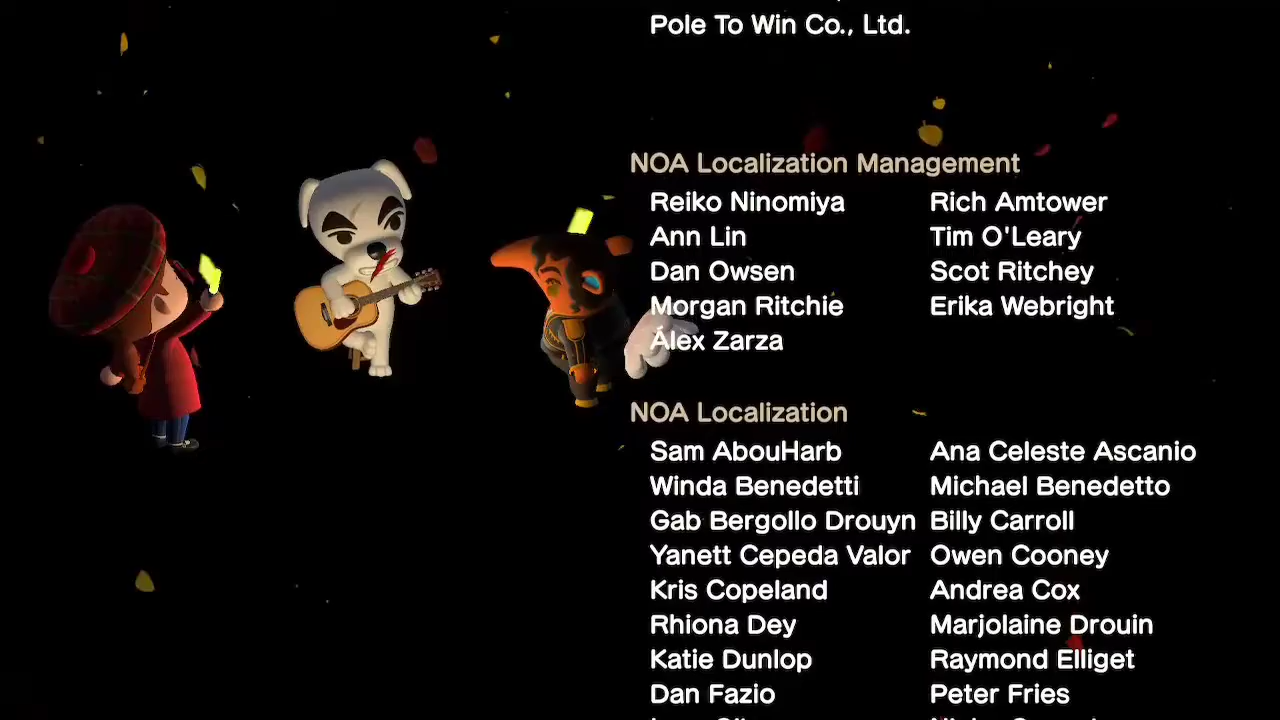 Pole To Win Co., Ltd.
NOA Localization Management
Reiko Ninomiya Rich Amtower
Ann Lin Tim O'Leary
Dan Owsen Scot Ritchey
Morgan Ritchie Erika Webright
Álex Zarza
NOA Localization
Sam AbouHarb Ana Celeste Ascanio
Winda Benedetti Michael Benedetto
Gab Bergollo Drouyn Billy Carroll
Yanett Cepeda Valor Owen Cooney
Kris Copeland Andrea Cox
Rhiona Dey Marjolaine Drouin
Katie Dunlop Raymond Elliget
Dan Fazio Peter Fries